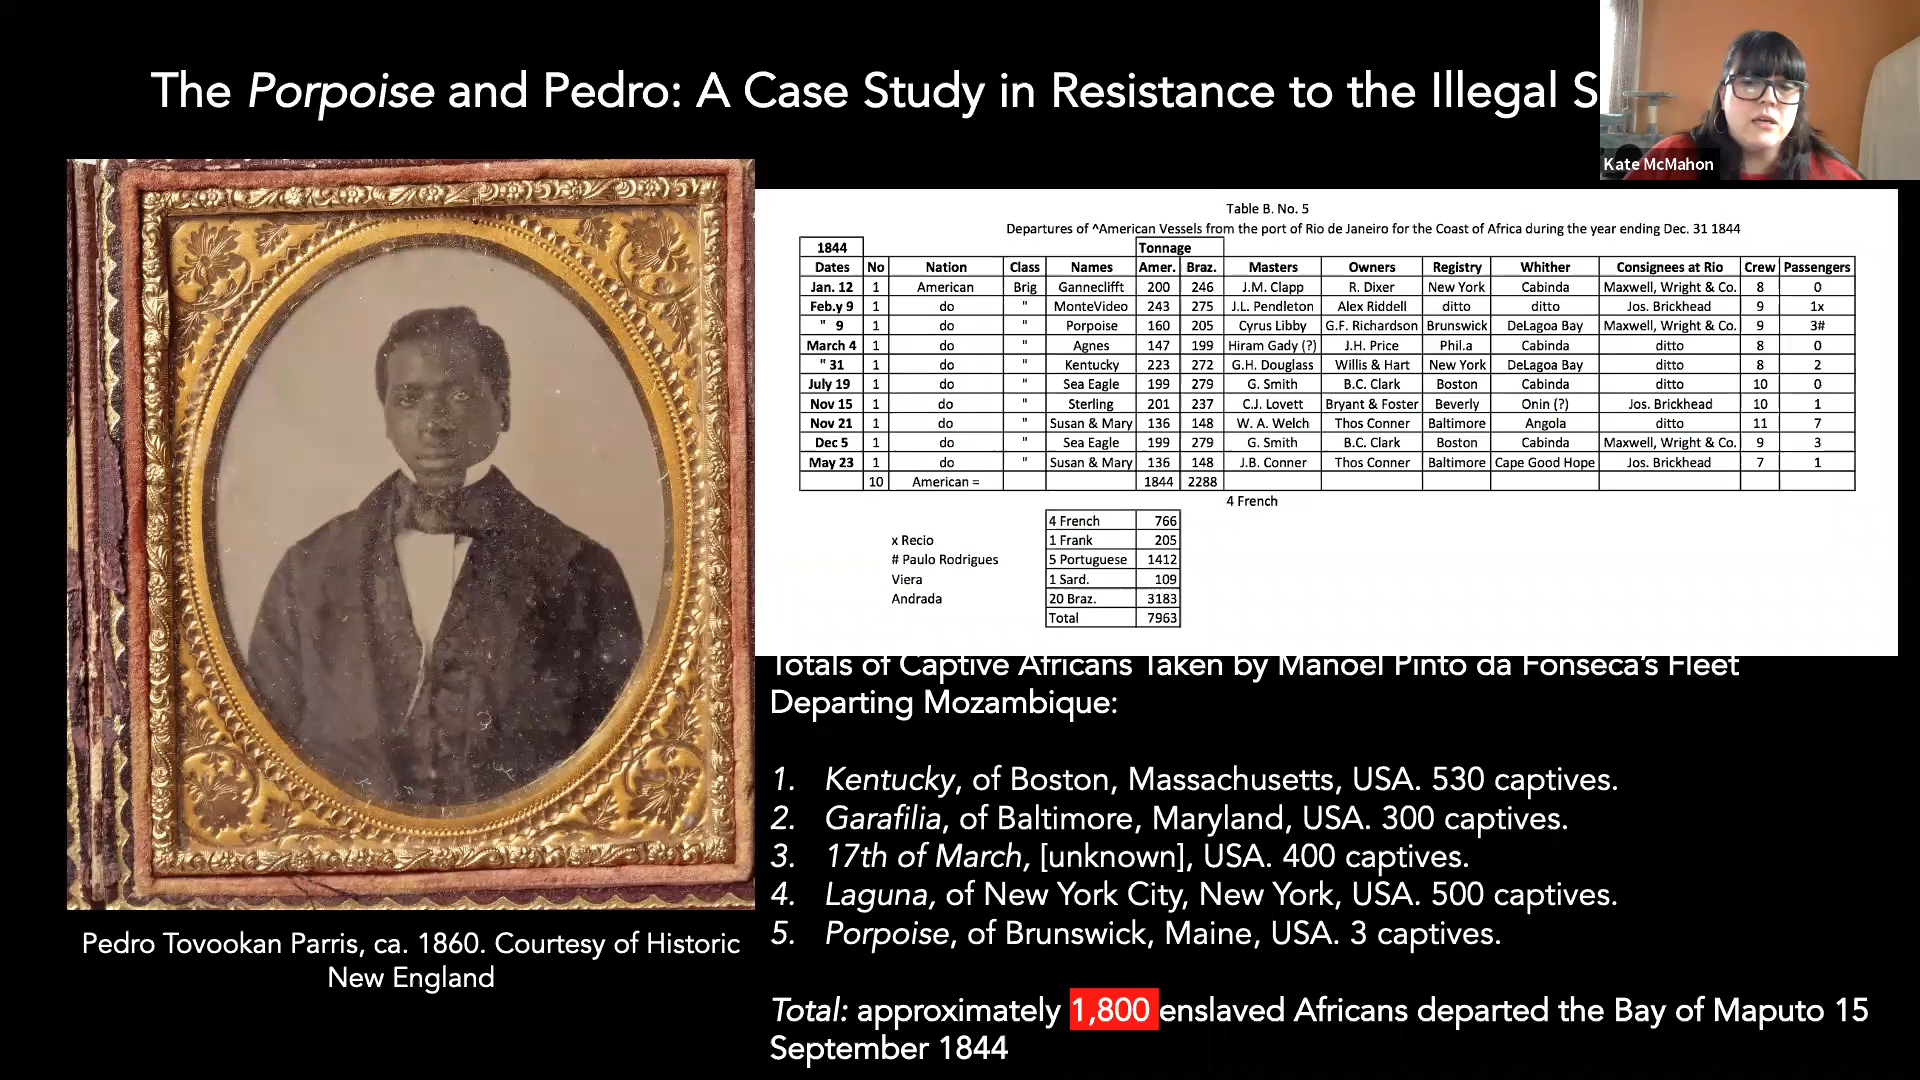 The Porpoise and Pedro: A Case Study in Resistance to the Illegal S
Kate McMahon
Table B. No. 5
Departures of ^American Vessels from the port of Rio de Janeiro for the Coast of Africa during the year ending Dec. 31 1844
1844 Tonnage
Dates No Nation Class Names Amer. Braz. Masters Owners Registry Whither Consignees at Rio Crew Passengers
Jan. 12 1 American Brig Ganneclifft 200 246 J.M. Clapp R. Dixer New York Cabinda Maxwell, Wright & Co. 8 0
Feb.y 9 1 do " MonteVideo 243 275 J.L. Pendleton Alex Riddell ditto ditto Jos. Brickhead 9 1x
" 9 1 do " Porpoise 160 205 Cyrus Libby G.F. Richardson Brunswick DeLagoa Bay Maxwell, Wright & Co. 9 3#
March 4 1 do " Agnes 147 199 Hiram Gady (?) J.H. Price Phil.a Cabinda ditto 8 0
" 31 1 do " Kentucky 223 272 G.H. Douglass Willis & Hart New York DeLagoa Bay ditto 8 2
July 19 1 do " Sea Eagle 199 279 G. Smith B.C. Clark Boston Cabinda ditto 10 0
Nov 15 1 do " Sterling 201 237 C.J. Lovett Bryant & Foster Beverly Onin (?) Jos. Brickhead 10 1
Nov 21 1 do " Susan & Mary 136 148 W. A. Welch Thos Conner Baltimore Angola ditto 11 7
Dec 5 1 do " Sea Eagle 199 279 G. Smith B.C. Clark Boston Cabinda Maxwell, Wright & Co. 9 3
May 23 1 do " Susan & Mary 136 148 J.B. Conner Thos Conner Baltimore Cape Good Hope Jos. Brickhead 7 1
10 American = 1844 2288
4 French
4 French 766
x Recio 1 Frank 205
# Paulo Rodrigues 5 Portuguese 1412
Viera 1 Sard. 109
Andrada 20 Braz. 3183
Total 7963
Totals of Captive Africans Taken by Manoel Pinto da Fonseca's Fleet
Departing Mozambique:
1. Kentucky, of Boston, Massachusetts, USA. 530 captives.
2. Garafilia, of Baltimore, Maryland, USA. 300 captives.
3. 17th of March, [unknown], USA. 400 captives.
4. Laguna, of New York City, New York, USA. 500 captives.
5. Porpoise, of Brunswick, Maine, USA. 3 captives.
Total: approximately 1,800 enslaved Africans departed the Bay of Maputo 15
September 1844
Pedro Tovookan Parris, ca. 1860. Courtesy of Historic
New England